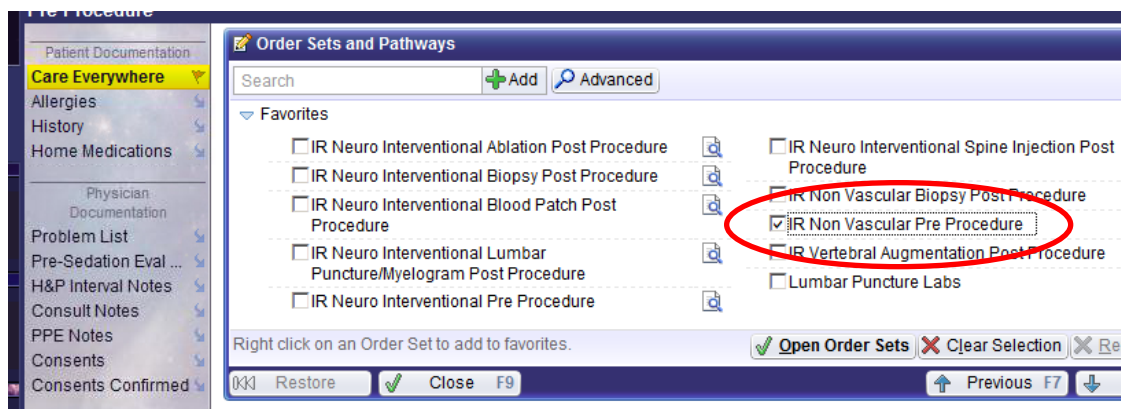 Pre Procedure
Patient Documentation
Care Everywhere
Allergies
History
Home Medications
Physician
Documentation
Problem List
Pre-Sedation Eval ...
H&P Interval Notes
Consult Notes
PPE Notes
Consents
Consents Confirmed
Order Sets and Pathways
Search
Add
Advanced
Favorites
IR Neuro Interventional Ablation Post Procedure
IR Neuro Interventional Biopsy Post Procedure
IR Neuro Interventional Blood Patch Post
Procedure
IR Neuro Interventional Lumbar
Puncture/Myelogram Post Procedure
IR Neuro Interventional Pre Procedure
IR Neuro Interventional Spine Injection Post
Procedure
IR Non Vascular Biopsy Post Procedure
IR Non Vascular Pre Procedure
IR Vertebral Augmentation Post Procedure
Lumbar Puncture Labs
Right click on an Order Set to add to favorites.
Open Order Sets
Clear Selection
Re
Restore
Close F9
Previous F7